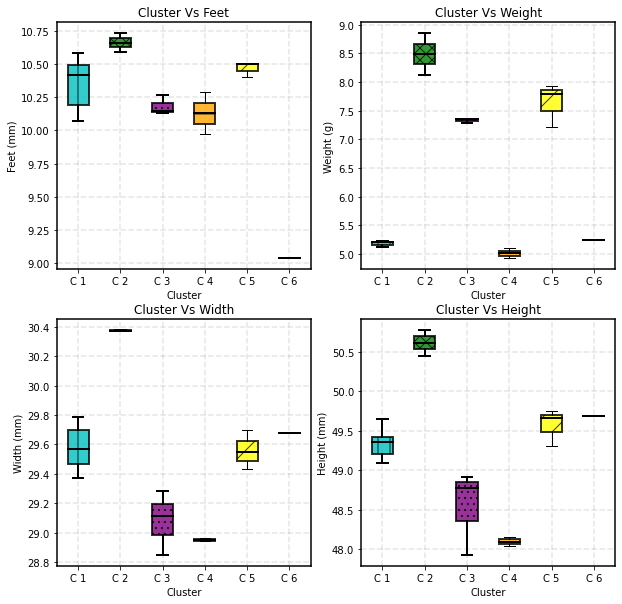 Cluster Vs Feet
Feet (mm)
10.75
10.50
10.25
10.00
9.75
9.50
9.25
9.00
C 1 C 2 C 3 C 4 C 5 C 6
Cluster
Cluster Vs Weight
Weight (g)
9.0
8.5
8.0
7.5
7.0
6.5
6.0
5.5
5.0
C 1 C 2 C 3 C 4 C 5 C 6
Cluster
Cluster Vs Width
Width (mm)
30.4
30.2
30.0
29.8
29.6
29.4
29.2
29.0
28.8
C 1 C 2 C 3 C 4 C 5 C 6
Cluster
Cluster Vs Height
Height (mm)
50.5
50.0
49.5
49.0
48.5
48.0
C 1 C 2 C 3 C 4 C 5 C 6
Cluster